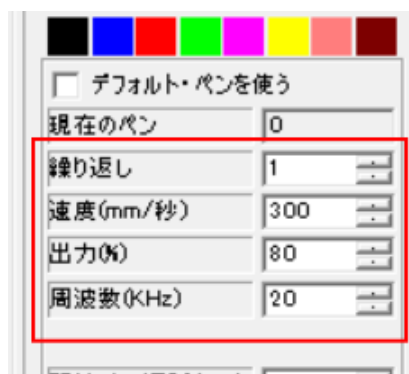 デフォルト・ペンを使う
現在のペン 0
繰り返し 1
速度(mm/秒) 300
出力(%) 80
周波数(KHz) 20